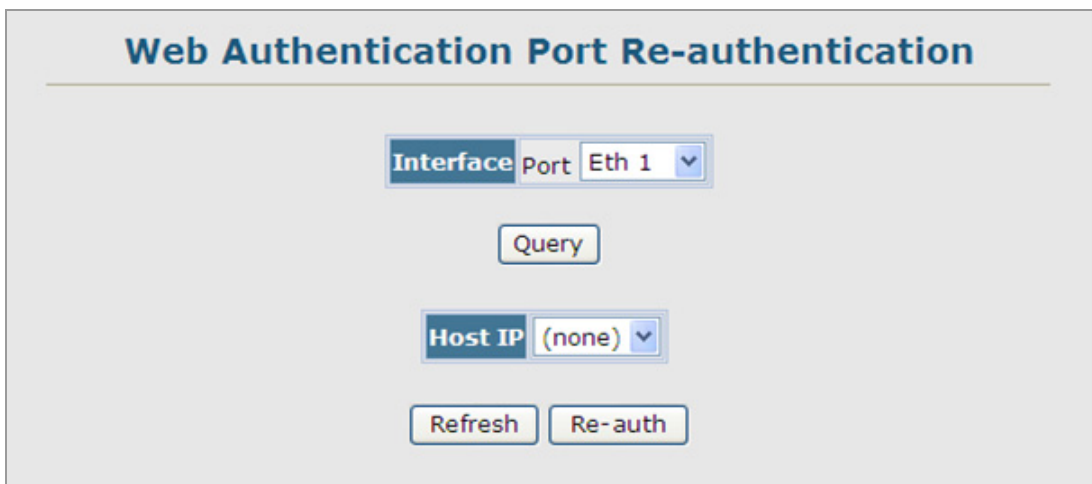 Web Authentication Port Re-authentication
Interface Port Eth 1
Query
Host IP (none)
Refresh Re-auth